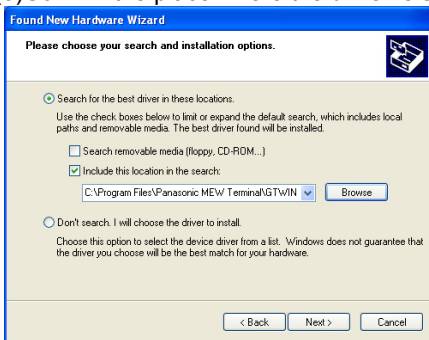 Found New Hardware Wizard
Please choose your search and installation options.
Search for the best driver in these locations.
Use the check boxes below to limit or expand the default search, which includes local
paths and removable media. The best driver found will be installed.
Search removable media (floppy, CD-ROM...)
Include this location in the search:
C:\Program Files\Panasonic MEW Terminal\GTWIN
Browse
Don't search. I will choose the driver to install.
Choose this option to select the device driver from a list. Windows does not guarantee that
the driver you choose will be the best match for your hardware.
< Back Next > Cancel